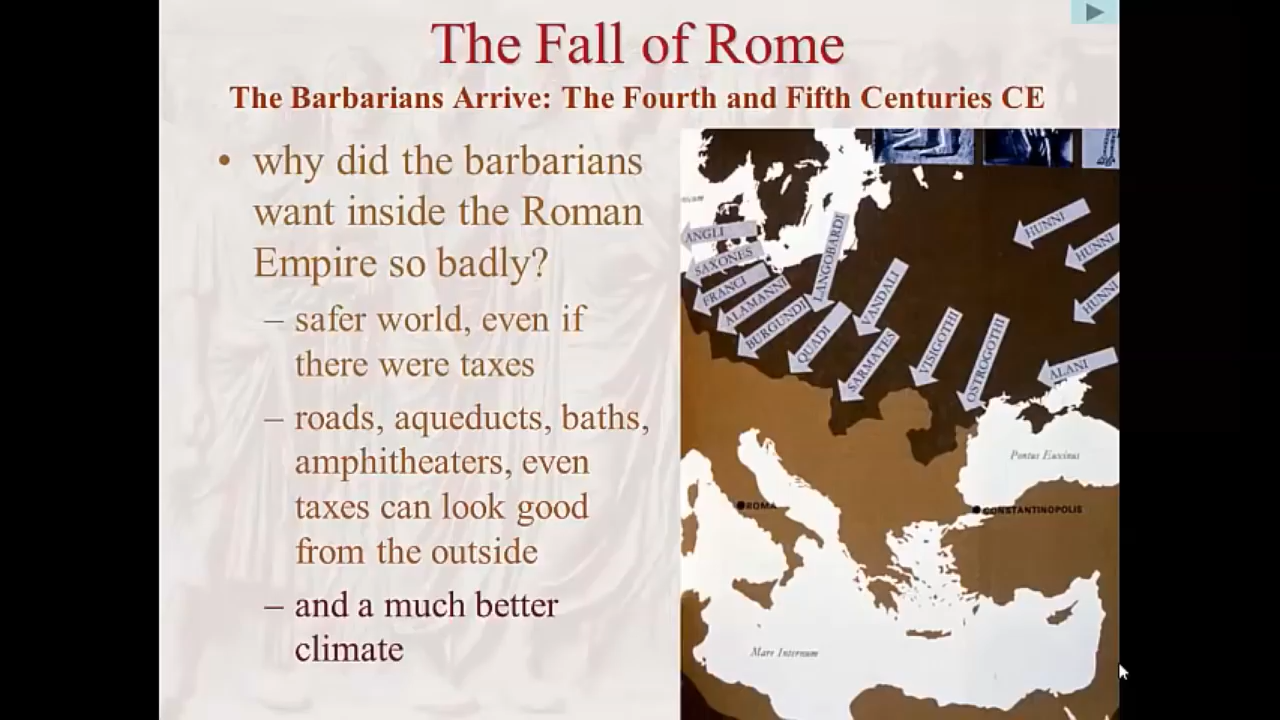 The Fall of Rome
The Barbarians Arrive: The Fourth and Fifth Centuries CE
• why did the barbarians
want inside the Roman
Empire so badly?
– safer world, even if
there were taxes
– roads, aqueducts, baths,
amphitheaters, even
taxes can look good
from the outside
– and a much better
climate
ANGLI
SAXONES
FRANCI
ALAMANNI
BURGUNDI
LANGOBARDI
QUADI
VANDALI
SARMATES
VISIGOTHI
OSTROGOTHI
HUNNI
HUNNI
HUNNI
ALANI
Pontus Euxinus
ROMA
CONSTANTINOPOLIS
Mare Internum